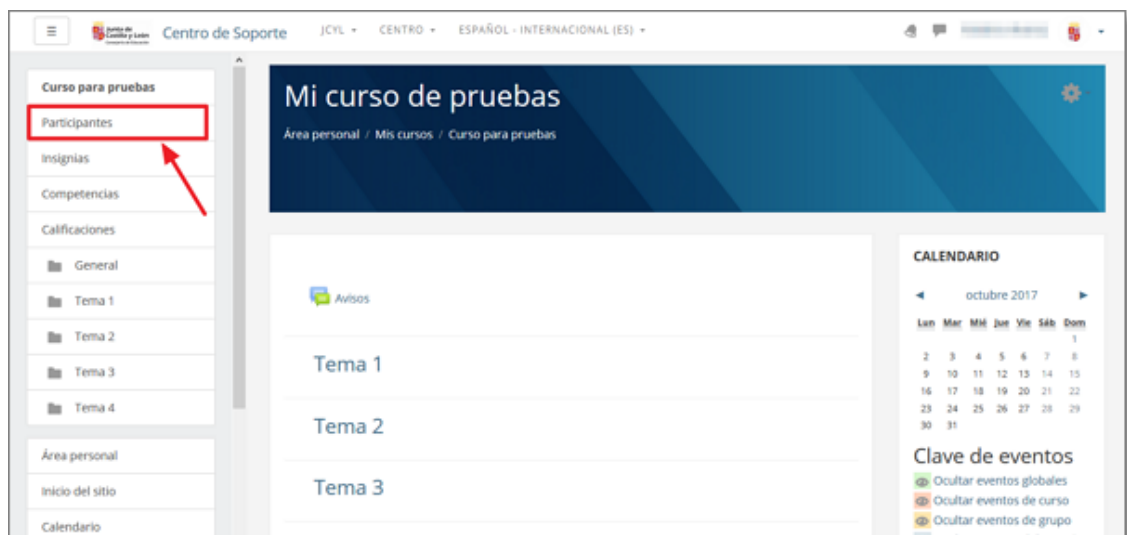 Junta de
Castilla y León
Centro de Soporte
JCYL
CENTRO
ESPAÑOL - INTERNACIONAL (ES)
Curso para pruebas
Participantes
Insignias
Competencias
Calificaciones
General
Tema 1
Tema 2
Tema 3
Tema 4
Área personal
Inicio del sitio
Calendario
Mi curso de pruebas
Área personal / Mis cursos / Curso para pruebas
Avisos
Tema 1
Tema 2
Tema 3
CALENDARIO
octubre 2017
Lun Mar Mié Jue Vie Sáb Dom
1
2 3 4 5 6 7 8
9 10 11 12 13 14 15
16 17 18 19 20 21 22
23 24 25 26 27 28 29
30 31
Clave de eventos
Ocultar eventos globales
Ocultar eventos de curso
Ocultar eventos de grupo